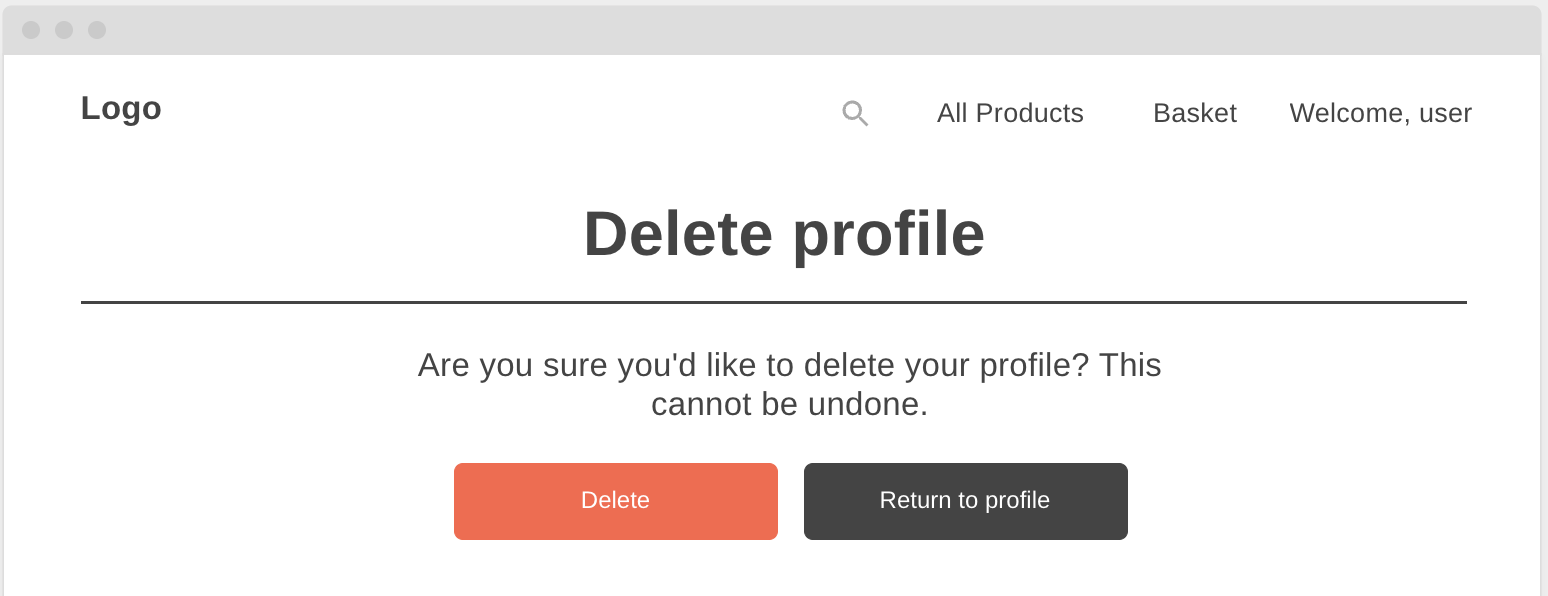 Logo
All Products Basket Welcome, user
Delete profile
Are you sure you'd like to delete your profile? This
cannot be undone.
Delete Return to profile